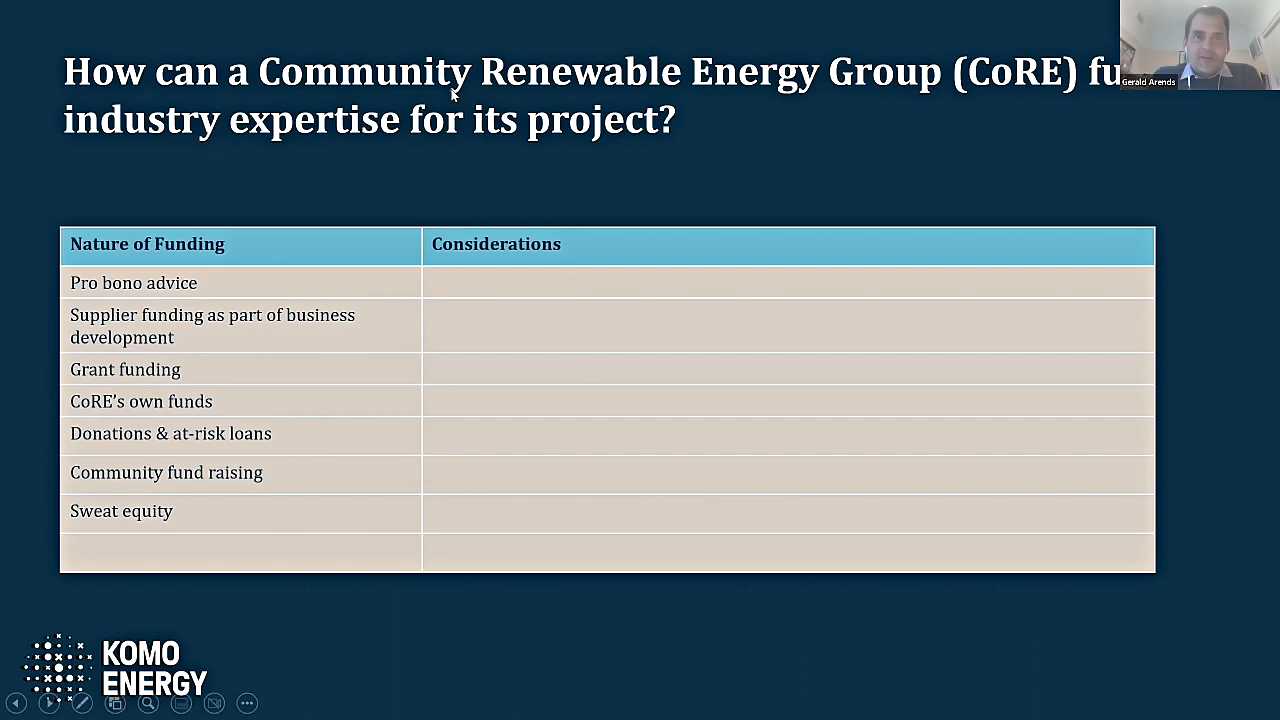 How can a Community Renewable Energy Group (CoRE) fu
industry expertise for its project?
Gerald Arends
Nature of Funding
Considerations
Pro bono advice
Supplier funding as part of business
development
Grant funding
CoRE's own funds
Donations & at-risk loans
Community fund raising
Sweat equity
KOMO
ENERGY